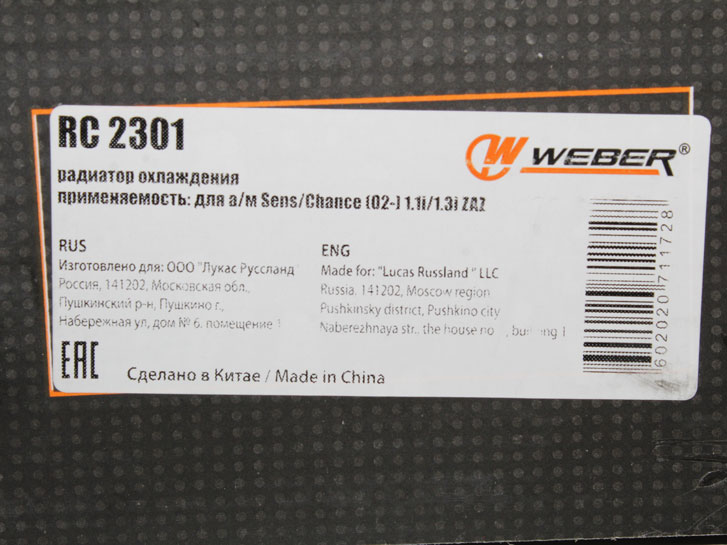 RC 2301
WEBER®
радиатор охлаждения
применяемость: для а/м Sens/Chance (02-) 1.1i/1.3i ZAZ
RUS
Изготовлено для: ООО "Лукас Руссланд"
Россия, 141202, Московская обл.,
Пушкинский р-н, Пушкино г.,
Набережная ул, дом № 6, помещение 1
ENG
Made for: "Lucas Russland" LLC
Russia, 141202, Moscow region
Pushkinsky district, Pushkino city
Naberezhnaya str., the house no
602020711728
EAC
Сделано в Китае / Made in China